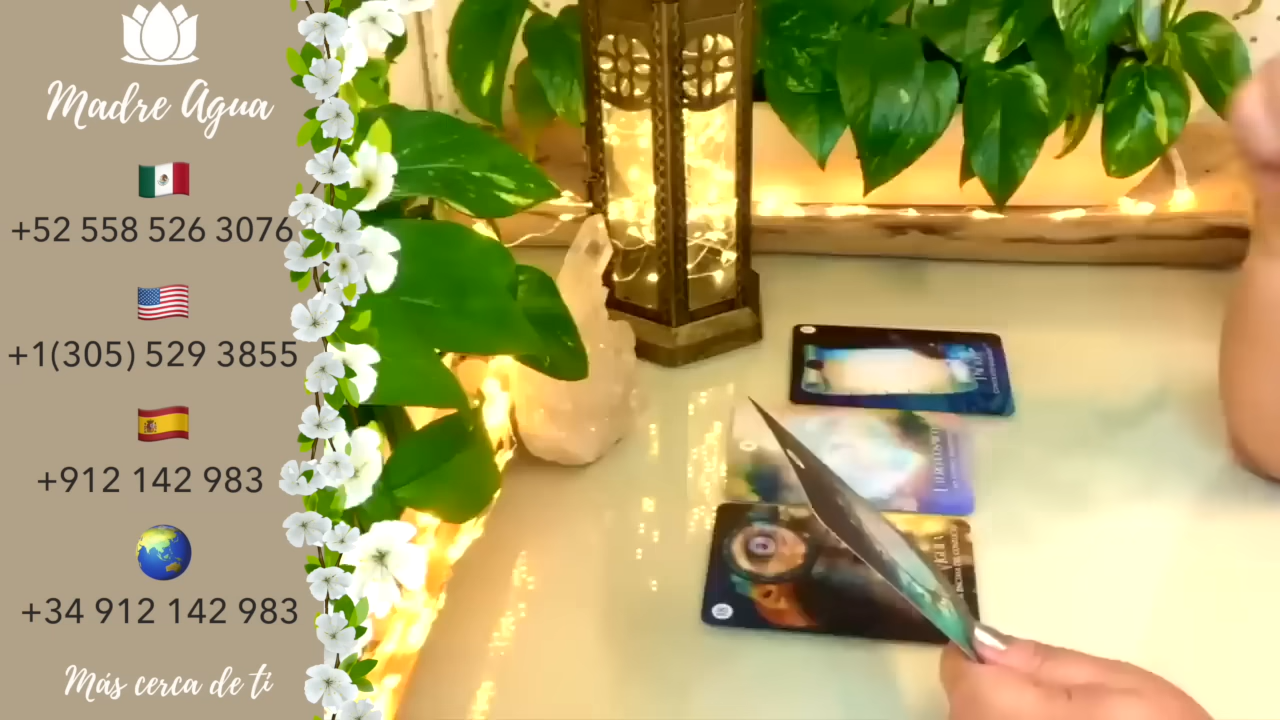 Madre Agua
+52 558 526 3076
+1(305) 529 3855
+912 142 983
+34 912 142 983
Más cerca de ti
VIGÍA